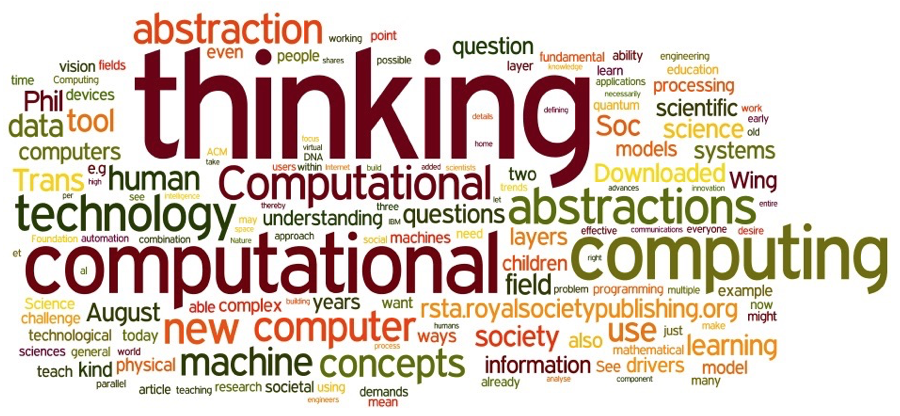 abstraction working point
even people shares possible question
layer fundamental ability engineering
knowledge
vision fields thinking learn education
time Computing applications processing
Phil devices necessarily
data tool details defining quantum scientific work
early
Soc science old
computers ACM focus virtual DNA home models systems
take
Trans e.g human users within Internet build added scientists two Downloaded Wing
high Computational trends advances innovation
per see intelligence let
technology may thereby understanding three IBM questions abstractions entire
space
Foundation automation combination Nature approach social machines need layers effective communications everyone desire
et al computational children computing right
field problem programming multiple example
Science August able complex building years want rsta.royalsocietypublishing.org now
challenge might
technological today new computer humans ways society also use just make
process mathematical learning
sciences general world machine concepts information See drivers model
teach kind physical
parallel already analyse component many
article teaching research societal using demands
engineers mean